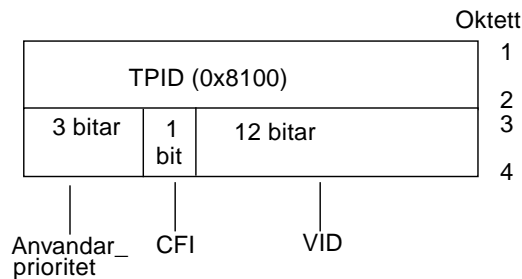 Oktett
1
TPID (0x8100)
2
3 bitar
1
bit
12 bitar
3
4
Anvandar_
prioritet
CFI
VID